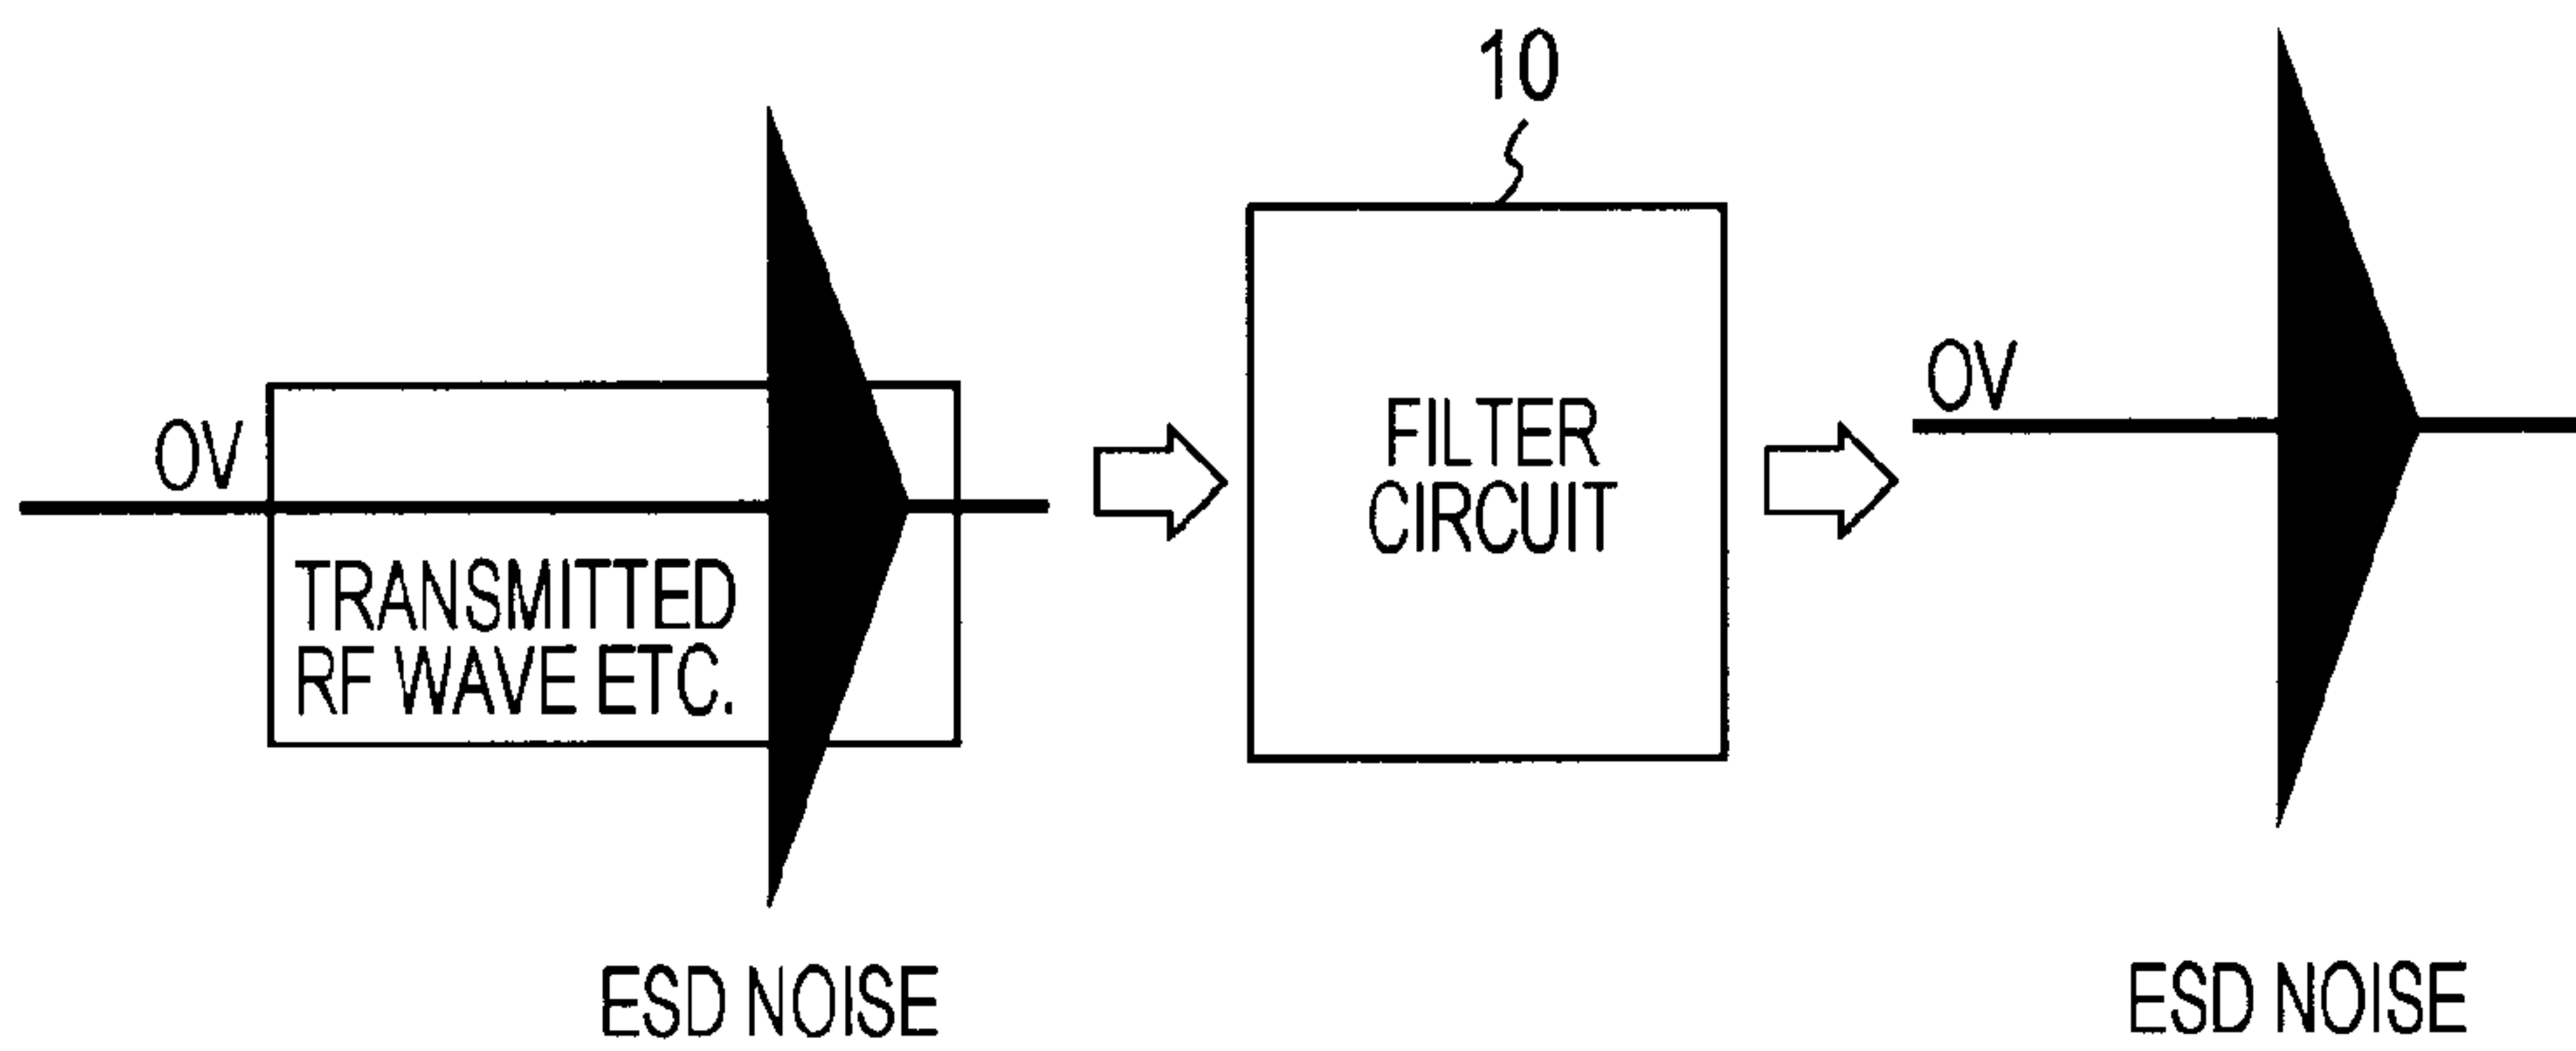 10
0V
TRANSMITTED
RF WAVE ETC.
ESD NOISE
FILTER
CIRCUIT
0V
ESD NOISE